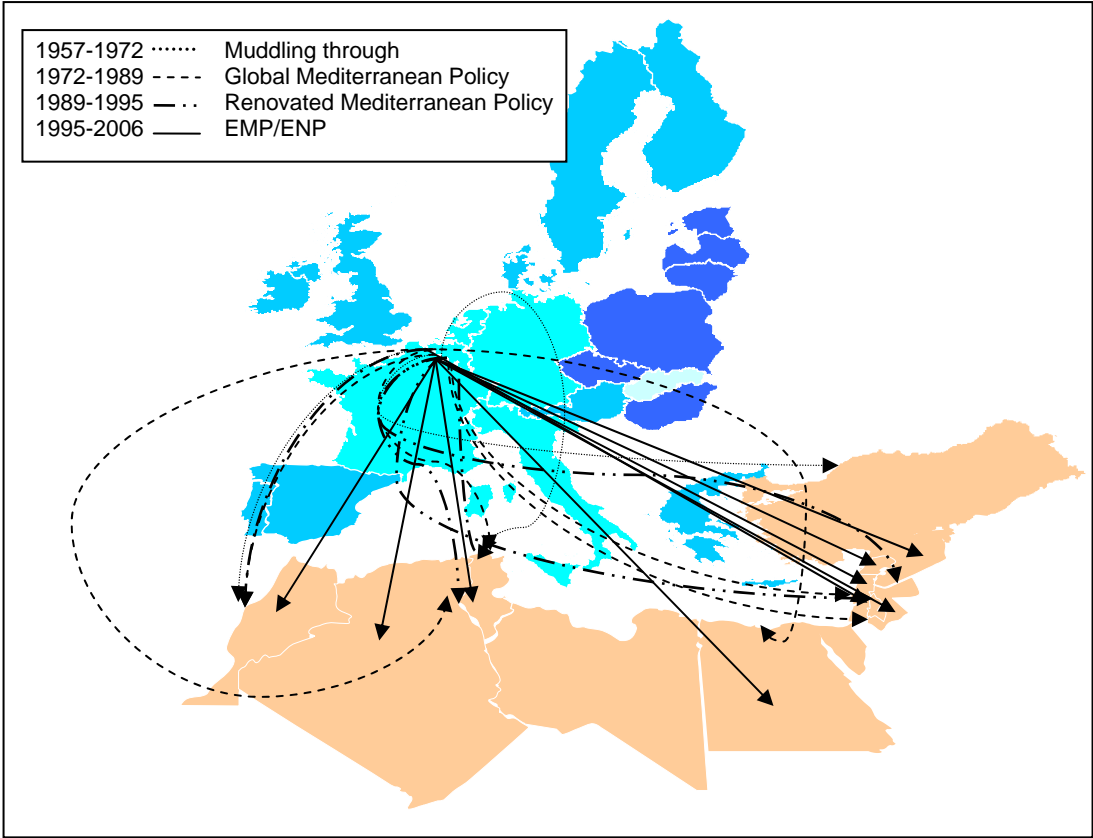 1957-1972 Muddling through
1972-1989 Global Mediterranean Policy
1989-1995 Renovated Mediterranean Policy
1995-2006 EMP/ENP